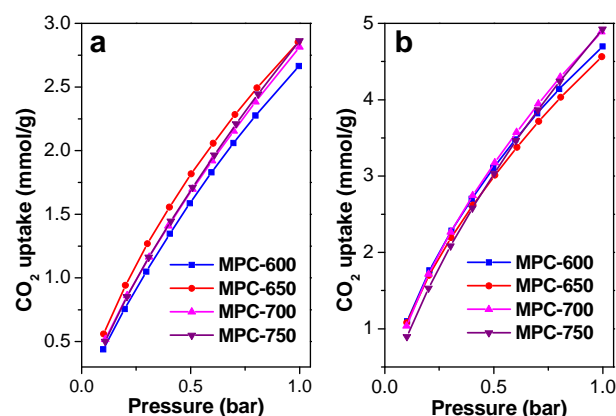 a
CO2 uptake (mmol/g)
3.0
2.5
2.0
1.5
1.0
0.5
MPC-600
MPC-650
MPC-700
MPC-750
0.0
0.5
1.0
Pressure (bar)
b
CO2 uptake (mmol/g)
5
4
3
2
1
MPC-600
MPC-650
MPC-700
MPC-750
0.0
0.5
1.0
Pressure (bar)